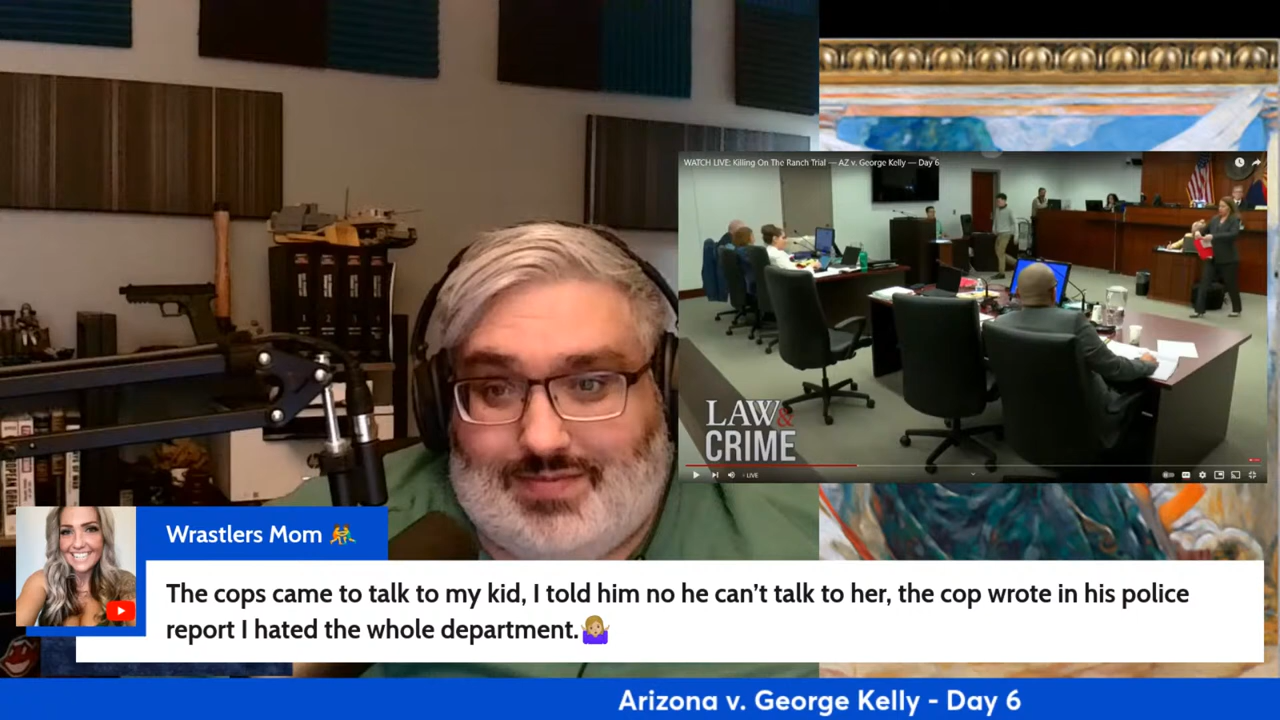 WATCH LIVE: Killing On The Ranch Trial — AZ v. George Kelly — Day 6
LAW&
CRIME
LIVE
Wrastlers Mom 🤼
The cops came to talk to my kid, I told him no he can’t talk to her, the cop wrote in his police
report I hated the whole department.🤷🏼‍♀️
Arizona v. George Kelly - Day 6